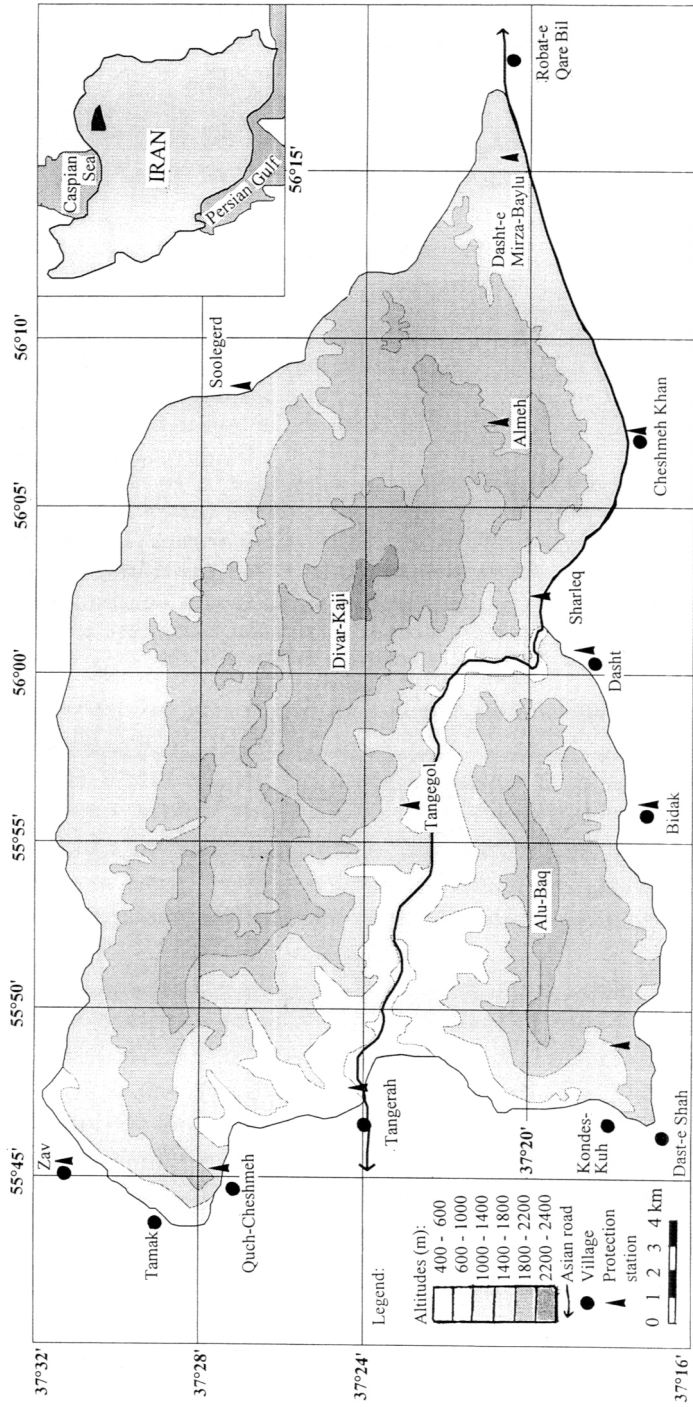 37°32'
37°28'
37°24'
37°20'
37°16'
55°45'
55°50'
55°55'
56°00'
56°05'
56°10'
56°15'
Caspian
Sea
IRAN
Persian Gulf
Zav
Tamak
Quch-Cheshmeh
Soolegerd
Divar-Kaji
Tangerah
Tangegol
Almeh
Dasht-e
Mirza-Baylu
Robat-e
Qare Bil
Alu-Baq
Sharleq
Cheshmeh Khan
Dasht
Bidak
Kondes-
Kuh
Dast-e Shah
Legend:
Altitudes (m):
400 - 600
600 - 1000
1000 - 1400
1400 - 1800
1800 - 2200
2200 - 2400
Asian road
Village
Protection
station
0 1 2 3 4 km